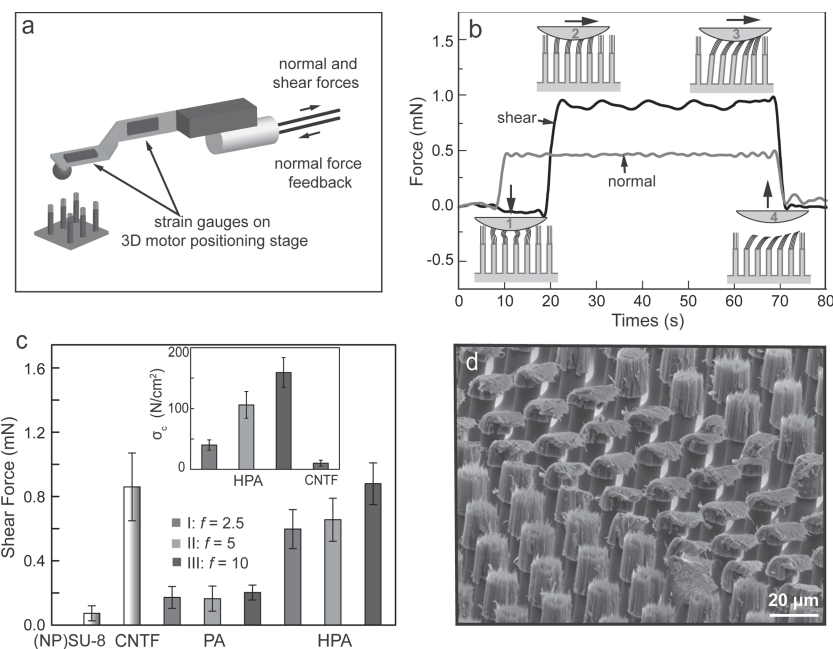 a
normal and
shear forces
normal force
feedback
strain gauges on
3D motor positioning stage
b
Force (mN)
1.5
1.0
0.5
0.0
-0.5
shear
normal
1
2
3
4
0 10 20 30 40 50 60 70 80
Times (s)
c
Shear Force (mN)
1.6
1.2
0.8
0.4
0.0
(NP)SU-8 CNTF PA HPA
σc (N/cm²)
200
100
0
HPA CNTF
I: f = 2.5
II: f = 5
III: f = 10
d
20 µm